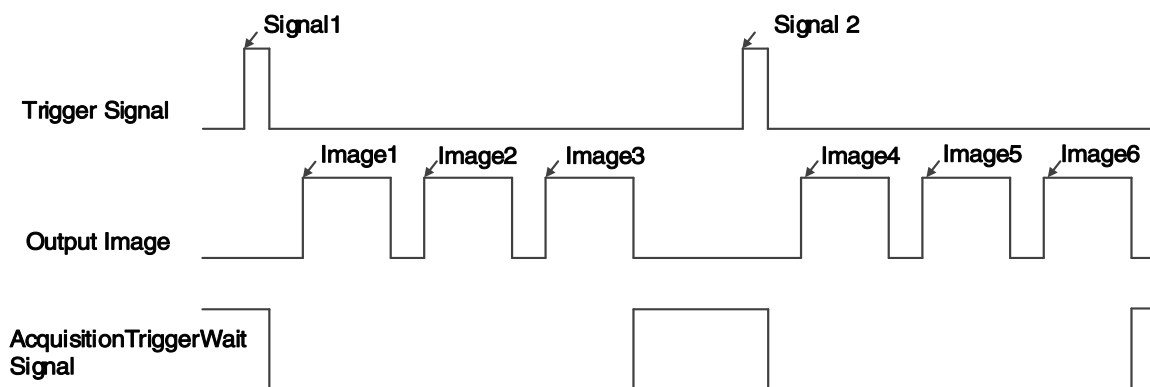 Signal1
Signal 2
Trigger Signal
Image1
Image2
Image3
Image4
Image5
Image6
Output Image
AcquisitionTriggerWait
Signal